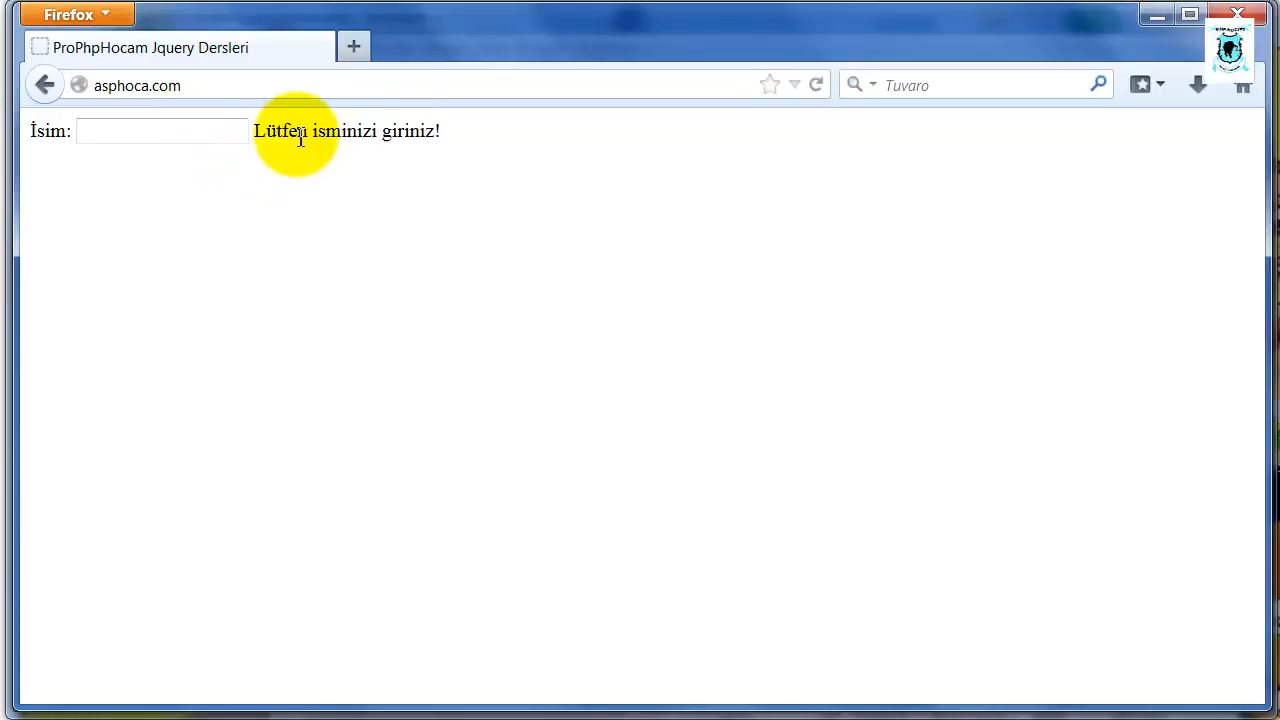 Firefox
ProPhpHocam Jquery Dersleri
asphoca.com
Tuvaro
İsim:
Lütfen isminizi giriniz!